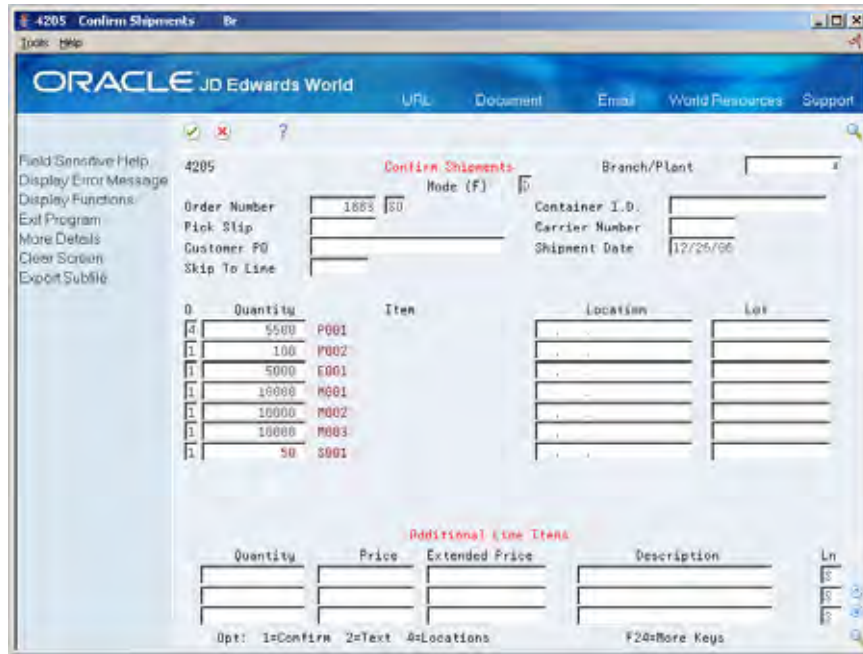 4205 Confirm Shipments Br
Tools Help
ORACLE JD Edwards World
URL Document Email World Resources Support
?
Field Sensitive Help
Display Error Message
Display Functions
Exit Program
More Details
Clear Screen
Export Subfile
4205 Confirm Shipments Branch/Plant
Mode (F) D
Order Number 1883 SO Container I.D.
Pick Slip Carrier Number
Customer PO Shipment Date 12/26/06
Skip To Line
O Quantity Item Location Lot
4 5500 P001 . .
1 100 P002 . .
1 5000 E001 . .
1 10000 M001 . .
1 10000 M002 . .
1 10000 M003 . .
1 50 S001 . .
Additional Line Items
Quantity Price Extended Price Description Ln
S
S
S
Opt: 1=Confirm 2=Text 4=Locations F24=More Keys